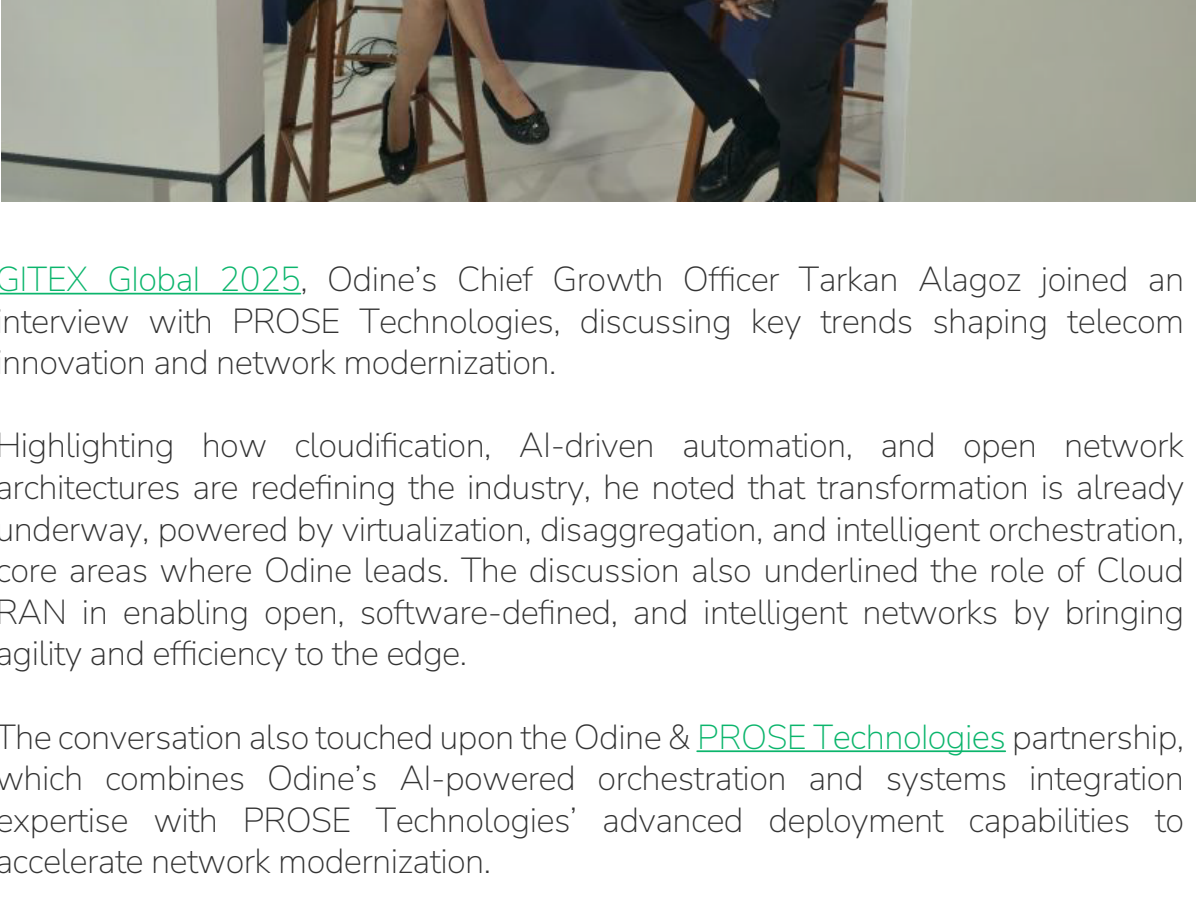 GITEX Global 2025, Odine’s Chief Growth Officer Tarkan Alagoz joined an
interview with PROSE Technologies, discussing key trends shaping telecom
innovation and network modernization.
Highlighting how cloudification, AI-driven automation, and open network
architectures are redefining the industry, he noted that transformation is already
underway, powered by virtualization, disaggregation, and intelligent orchestration,
core areas where Odine leads. The discussion also underlined the role of Cloud
RAN in enabling open, software-defined, and intelligent networks by bringing
agility and efficiency to the edge.
The conversation also touched upon the Odine & PROSE Technologies partnership,
which combines Odine’s AI-powered orchestration and systems integration
expertise with PROSE Technologies’ advanced deployment capabilities to
accelerate network modernization.